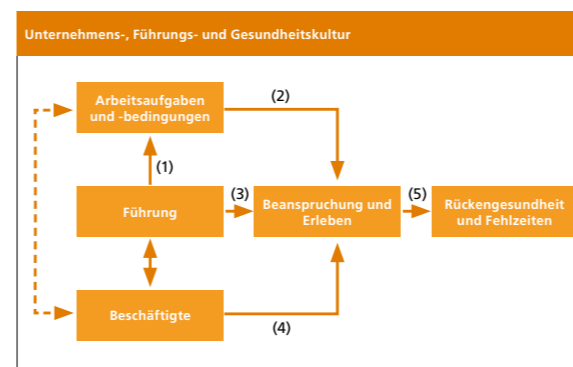 Unternehmens-, Führungs- und Gesundheitskultur
Arbeitsaufgaben
und -bedingungen
(2)
(1)
Führung
(3)
Beanspruchung und
Erleben
(5)
Rückengesundheit
und Fehlzeiten
Beschäftigte
(4)